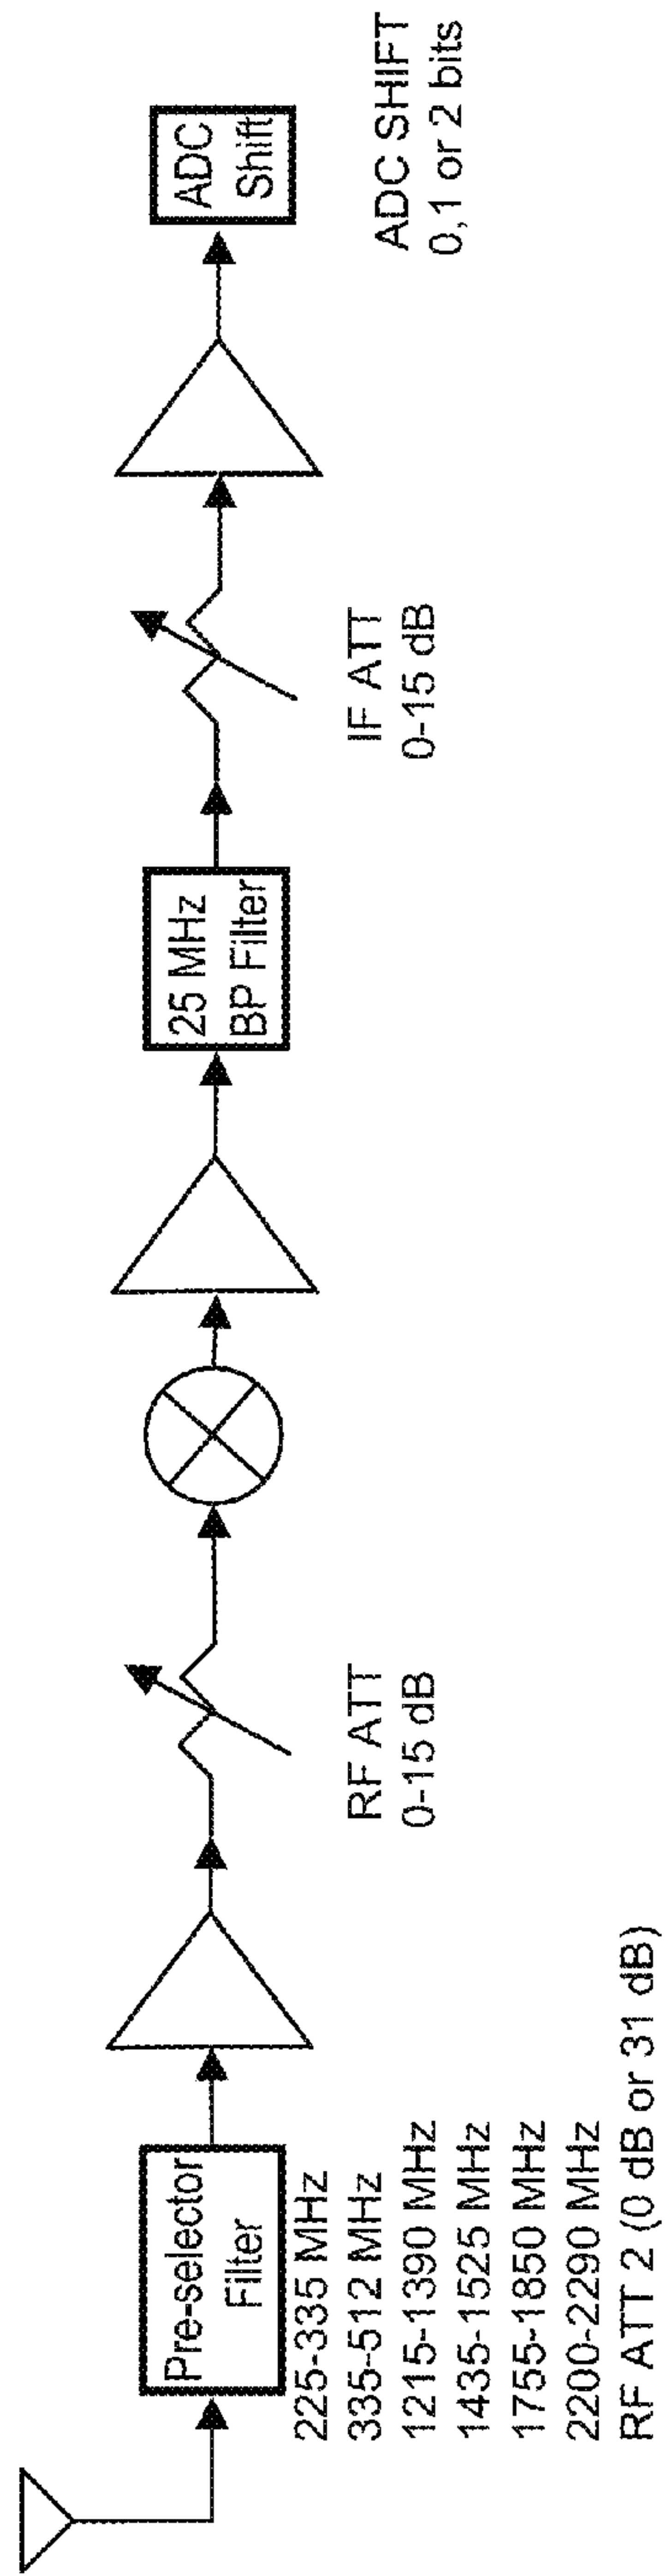 Pre-selector
Filter
225-335 MHz
335-512 MHz
1215-1390 MHz
1435-1525 MHz
1755-1850 MHz
2200-2290 MHz
RF ATT 2 (0 dB or 31 dB)
RF ATT
0-15 dB
25 MHz
BP Filter
IF ATT
0-15 dB
ADC
Shift
ADC SHIFT
0,1 or 2 bits